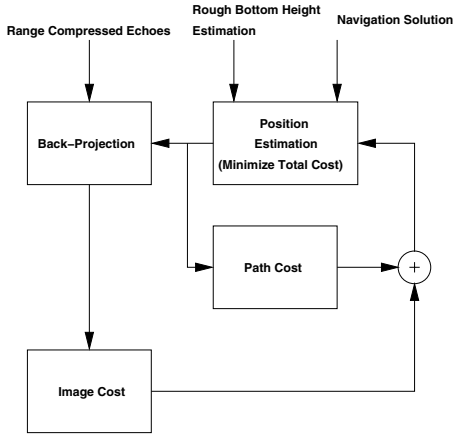 Range Compressed Echoes
Rough Bottom Height
Estimation
Navigation Solution
Back−Projection
Position
Estimation
(Minimize Total Cost)
Path Cost
+
Image Cost